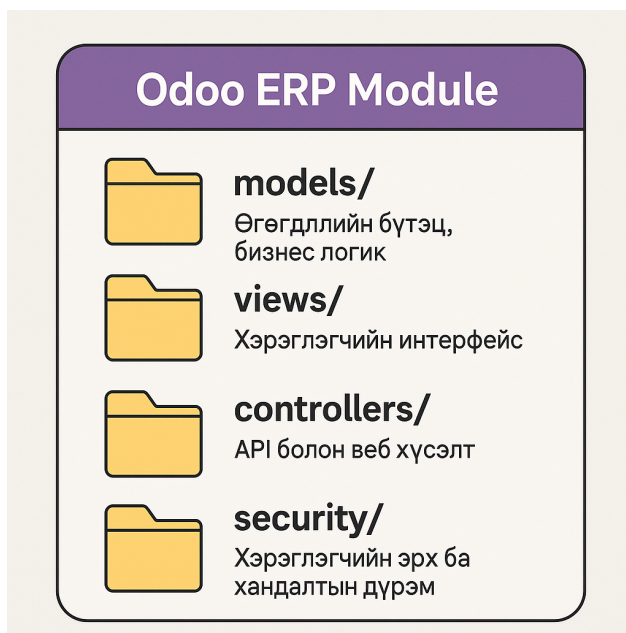 Odoo ERP Module
models/
Өгөгдллийн бүтэц,
бизнес логик
views/
Хэрэглэгчийн интерфейс
controllers/
API болон веб хүсэлт
security/
Хэрэглэгчийн эрх ба
хандалтын дүрэм